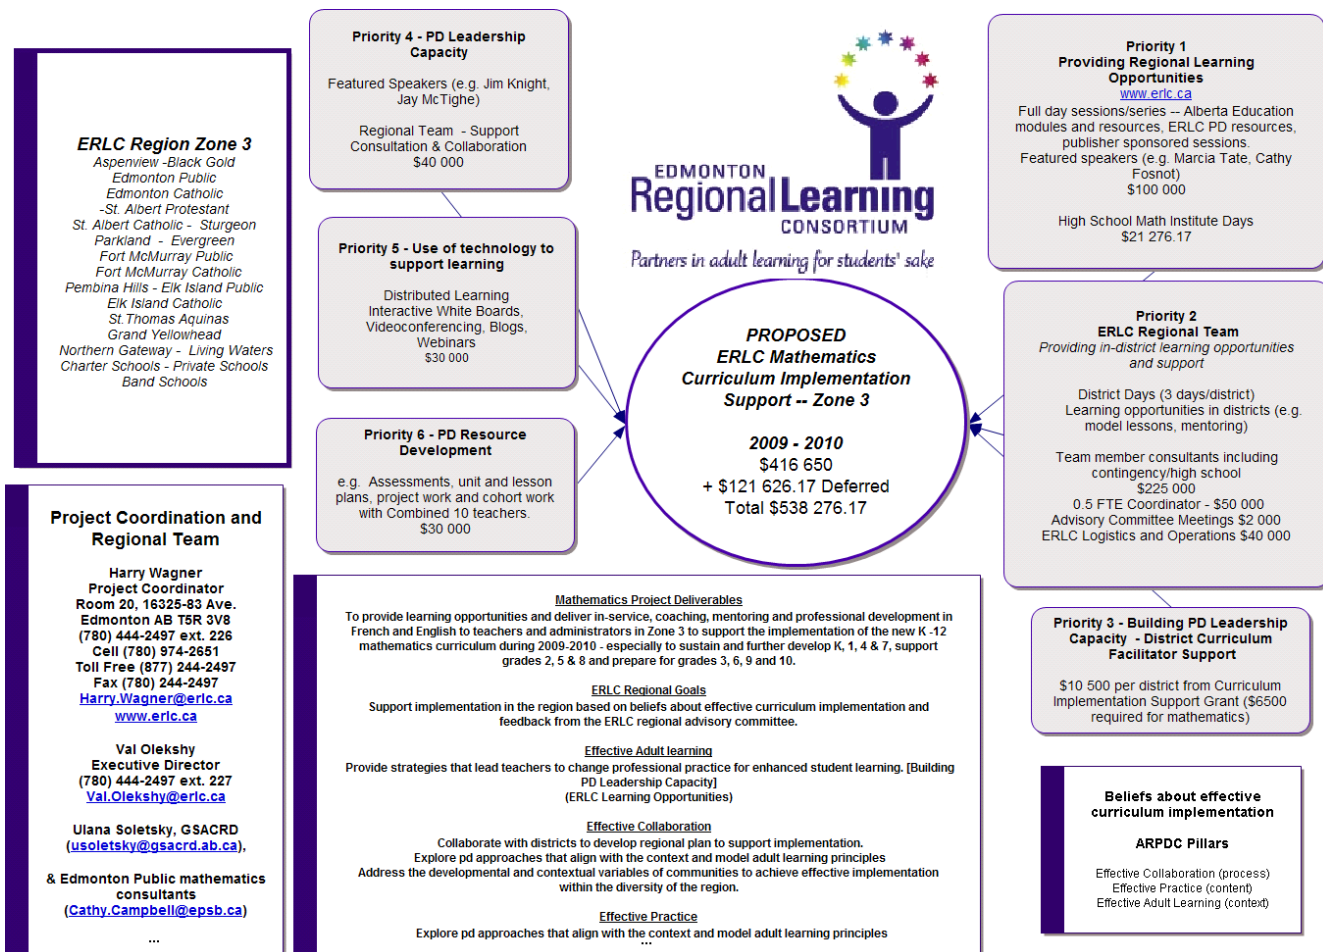 Priority 4 - PD Leadership
Capacity
Featured Speakers (e.g. Jim Knight,
Jay McTighe)
Regional Team  - Support
Consultation & Collaboration
$40 000
ERLC Region Zone 3
Aspenview -Black Gold
Edmonton Public
Edmonton Catholic
-St. Albert Protestant
St. Albert Catholic -  Sturgeon
Parkland  -  Evergreen
Fort McMurray Public
Fort McMurray Catholic
Pembina Hills - Elk Island Public
Elk Island Catholic
St.Thomas Aquinas
Grand Yellowhead
Northern Gateway -  Living Waters
Charter Schools - Private Schools
Band Schools
Priority 5 - Use of technology to
support learning
Distributed Learning
Interactive White Boards,
Videoconferencing, Blogs,
Webinars
$30 000
Priority 6 - PD Resource
Development
e.g.  Assessments, unit and lesson
plans, project work and cohort work
with Combined 10 teachers.
$30 000
EDMONTON
Regional Learning
CONSORTIUM
Partners in adult learning for students' sake
PROPOSED
ERLC Mathematics
Curriculum Implementation
Support -- Zone 3
2009 - 2010
$416 650
+ $121 626.17 Deferred
Total $538 276.17
Priority 1
Providing Regional Learning
Opportunities
www.erlc.ca
Full day sessions/series -- Alberta Education
modules and resources, ERLC PD resources,
publisher sponsored sessions.
Featured speakers (e.g. Marcia Tate, Cathy
Fosnot)
$100 000
High School Math Institute Days
$21 276.17
Priority 2
ERLC Regional Team
Providing in-district learning opportunities
and support
District Days (3 days/district)
Learning opportunities in districts (e.g.
model lessons, mentoring)
Team member consultants including
contingency/high school
$225 000
0.5 FTE Coordinator - $50 000
Advisory Committee Meetings $2 000
ERLC Logistics and Operations $40 000
Priority 3 - Building PD Leadership
Capacity  - District Curriculum
Facilitator Support
$10 500 per district from Curriculum
Implementation Support Grant ($6500
required for mathematics)
Project Coordination and
Regional Team
Harry Wagner
Project Coordinator
Room 20, 16325-83 Ave.
Edmonton AB T5R 3V8
(780) 444-2497 ext. 226
Cell (780) 974-2651
Toll Free (877) 244-2497
Fax (780) 244-2497
Harry.Wagner@erlc.ca
www.erlc.ca
Val Olekshy
Executive Director
(780) 444-2497 ext. 227
Val.Olekshy@erlc.ca
Ulana Soletsky, GSACRD
(usoletsky@gsacrd.ab.ca),
& Edmonton Public mathematics
consultants
(Cathy.Campbell@epsb.ca)
...
Mathematics Project Deliverables
To provide learning opportunities and deliver in-service, coaching, mentoring and professional development in
French and English to teachers and administrators in Zone 3 to support the implementation of the new K -12
mathematics curriculum during 2009-2010 - especially to sustain and further develop K, 1, 4 & 7, support
grades 2, 5 & 8 and prepare for grades 3, 6, 9 and 10.
ERLC Regional Goals
Support implementation in the region based on beliefs about effective curriculum implementation and
feedback from the ERLC regional advisory committee.
Effective Adult learning
Provide strategies that lead teachers to change professional practice for enhanced student learning. [Building
PD Leadership Capacity]
(ERLC Learning Opportunities)
Effective Collaboration
Collaborate with districts to develop regional plan to support implementation.
Explore pd approaches that align with the context and model adult learning principles
Address the developmental and contextual variables of communities to achieve effective implementation
within the diversity of the region.
Effective Practice
Explore pd approaches that align with the context and model adult learning principles
...
Beliefs about effective
curriculum implementation
ARPDC Pillars
Effective Collaboration (process)
Effective Practice (content)
Effective Adult Learning (context)